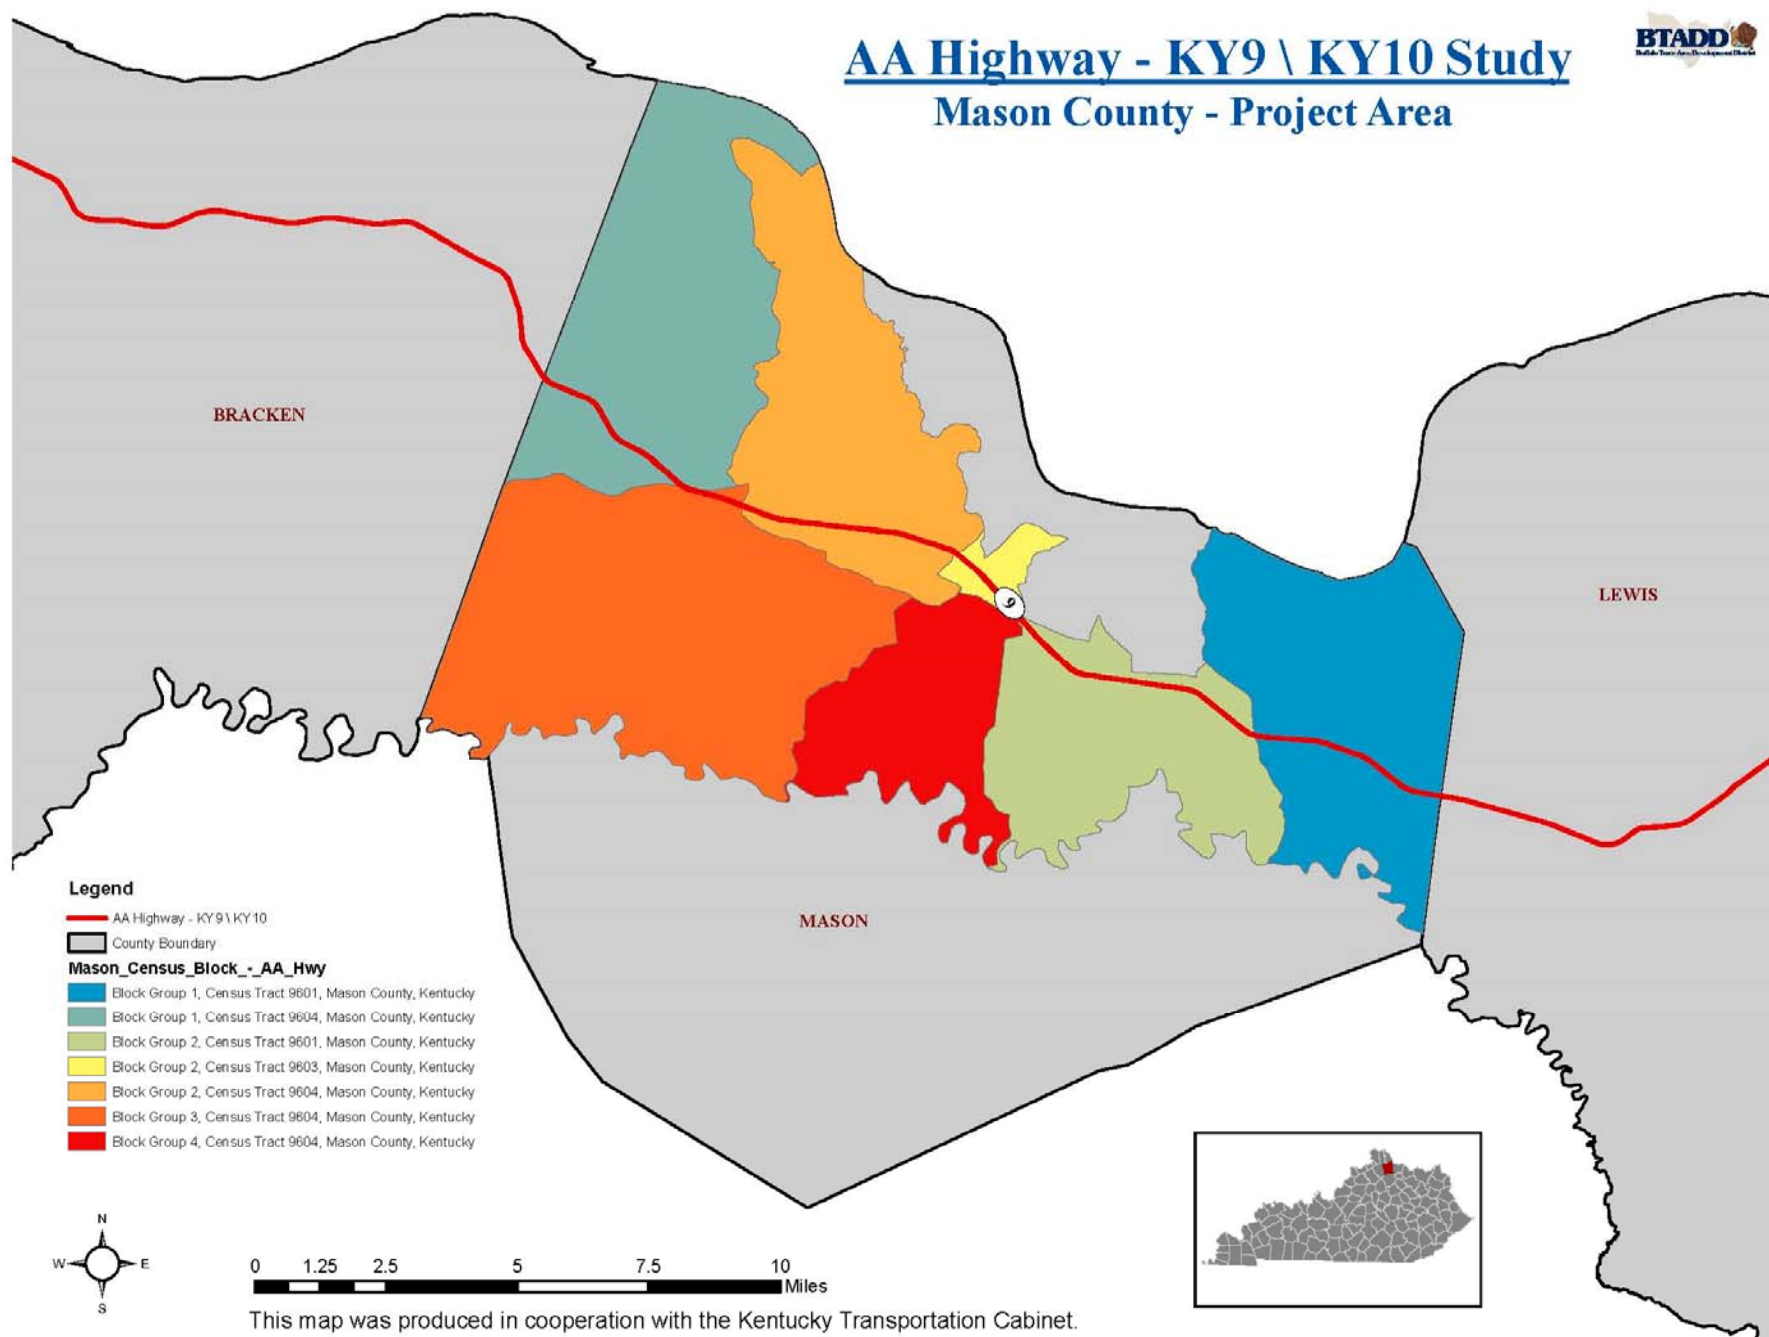 AA Highway - KY9 \ KY10 Study
Mason County - Project Area
BTADD
Buffalo Trace Area Development District
BRACKEN
LEWIS
9
MASON
Legend
AA Highway - KY9 \ KY10
County Boundary
Mason_Census_Block_-_AA_Hwy
Block Group 1, Census Tract 9601, Mason County, Kentucky
Block Group 1, Census Tract 9604, Mason County, Kentucky
Block Group 2, Census Tract 9601, Mason County, Kentucky
Block Group 2, Census Tract 9603, Mason County, Kentucky
Block Group 2, Census Tract 9604, Mason County, Kentucky
Block Group 3, Census Tract 9604, Mason County, Kentucky
Block Group 4, Census Tract 9604, Mason County, Kentucky
N
W E
S
0 1.25 2.5 5 7.5 10
Miles
This map was produced in cooperation with the Kentucky Transportation Cabinet.